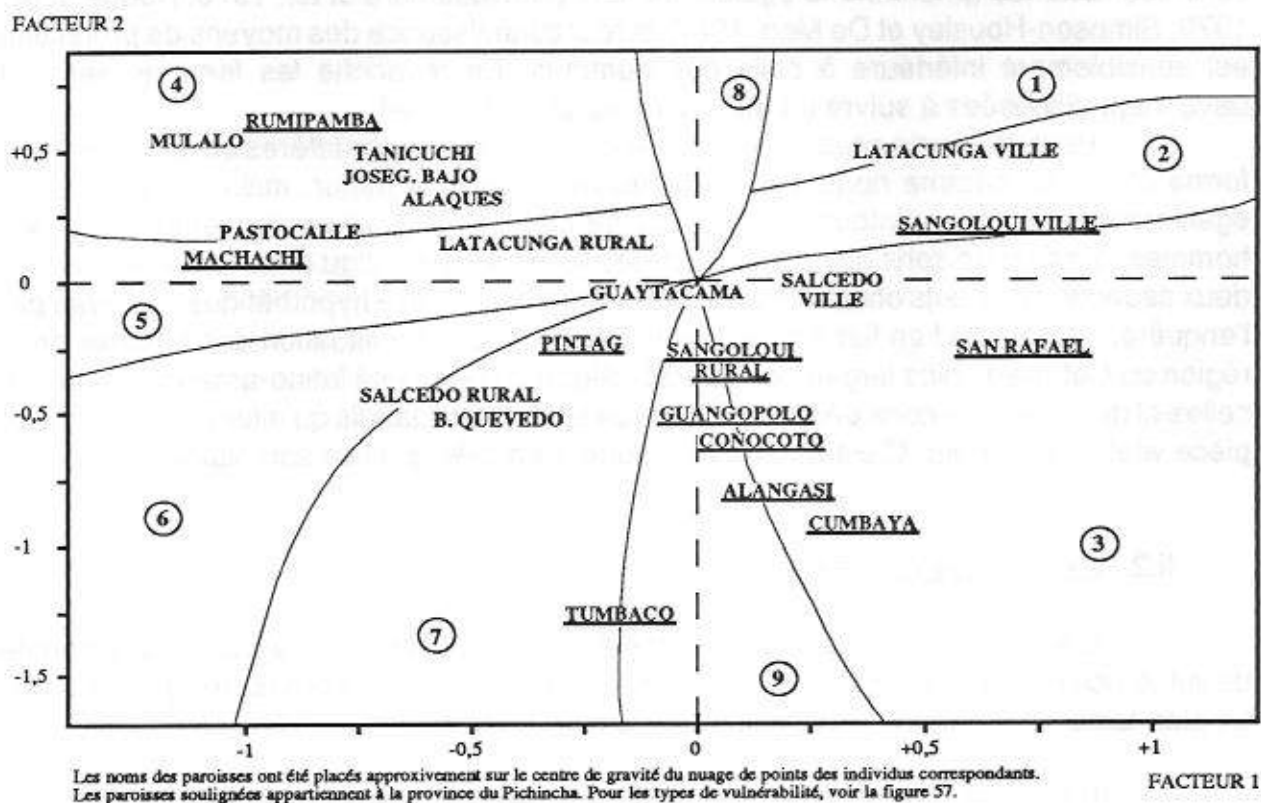 FACTEUR 2
4
8
1
RUMIPAMBA
MULALO
+0,5
TANICUCHI
LATACUNGA VILLE
2
JOSEG. BAJO
ALAQUES
PASTOCALLE
LATACUNGA RURAL
SANGOLQUI VILLE
MACHACHI
0
GUAYTACAMA
SALCEDO
VILLE
5
PINTAG
SANGOLQUI
RURAL
SAN RAFAEL
SALCEDO RURAL
-0,5
B. QUEVEDO
GUANGOPOLO
CONOCOTO
ALANGASI
6
CUMBAYA
3
-1
TUMBACO
7
9
-1,5
-1
-0,5
0
+0,5
+1
Les noms des paroisses ont été placés approxivement sur le centre de gravité du nuage de points des individus correspondants.
Les paroisses soulignées appartiennent à la province du Pichincha. Pour les types de vulnérabilité, voir la figure 57.
FACTEUR 1